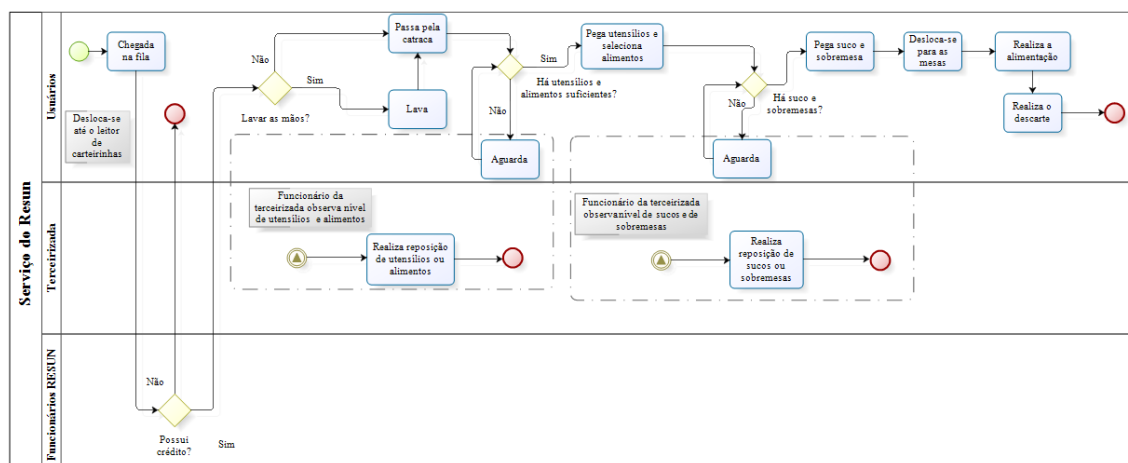 Serviço do Resun
Usuários
Chegada
na fila
Desloca-se
até o leitor
de
carteirinhas
Não
Sim
Lavar as mãos?
Passa pela
catraca
Lava
Sim
Há utensílios e
alimentos suficientes?
Não
Aguarda
Pega utensílios e
seleciona
alimentos
Não
Há suco e
sobremesas?
Aguarda
Pega suco e
sobremesa
Desloca-se
para as
mesas
Realiza a
alimentação
Realiza o
descarte
Terceirizada
Funcionário da
terceirizada observa nível
de utensílios e alimentos
Realiza reposição
de utensílios ou
alimentos
Funcionário da terceirizada
observanível de sucos e de
sobremesas
Realiza
reposição de
sucos ou
sobremesas
Funcionários RESUN
Não
Possui
crédito?
Sim